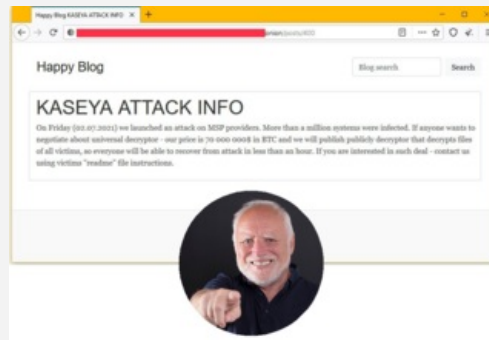 Happy Blog KASEYA ATTACK INFO
onion/posts/400
Happy Blog
Blog search
Search
KASEYA ATTACK INFO
On Friday (02.07.2021) we launched an attack on MSP providers. More than a million systems were infected. If anyone wants to
negotiate about universal decryptor - our price is 70 000 000$ in BTC and we will publish publicly decryptor that decrypts files
of all victims, so everyone will be able to recover from attack in less than an hour. If you are interested in such deal - contact us
using victims "readme" file instructions.